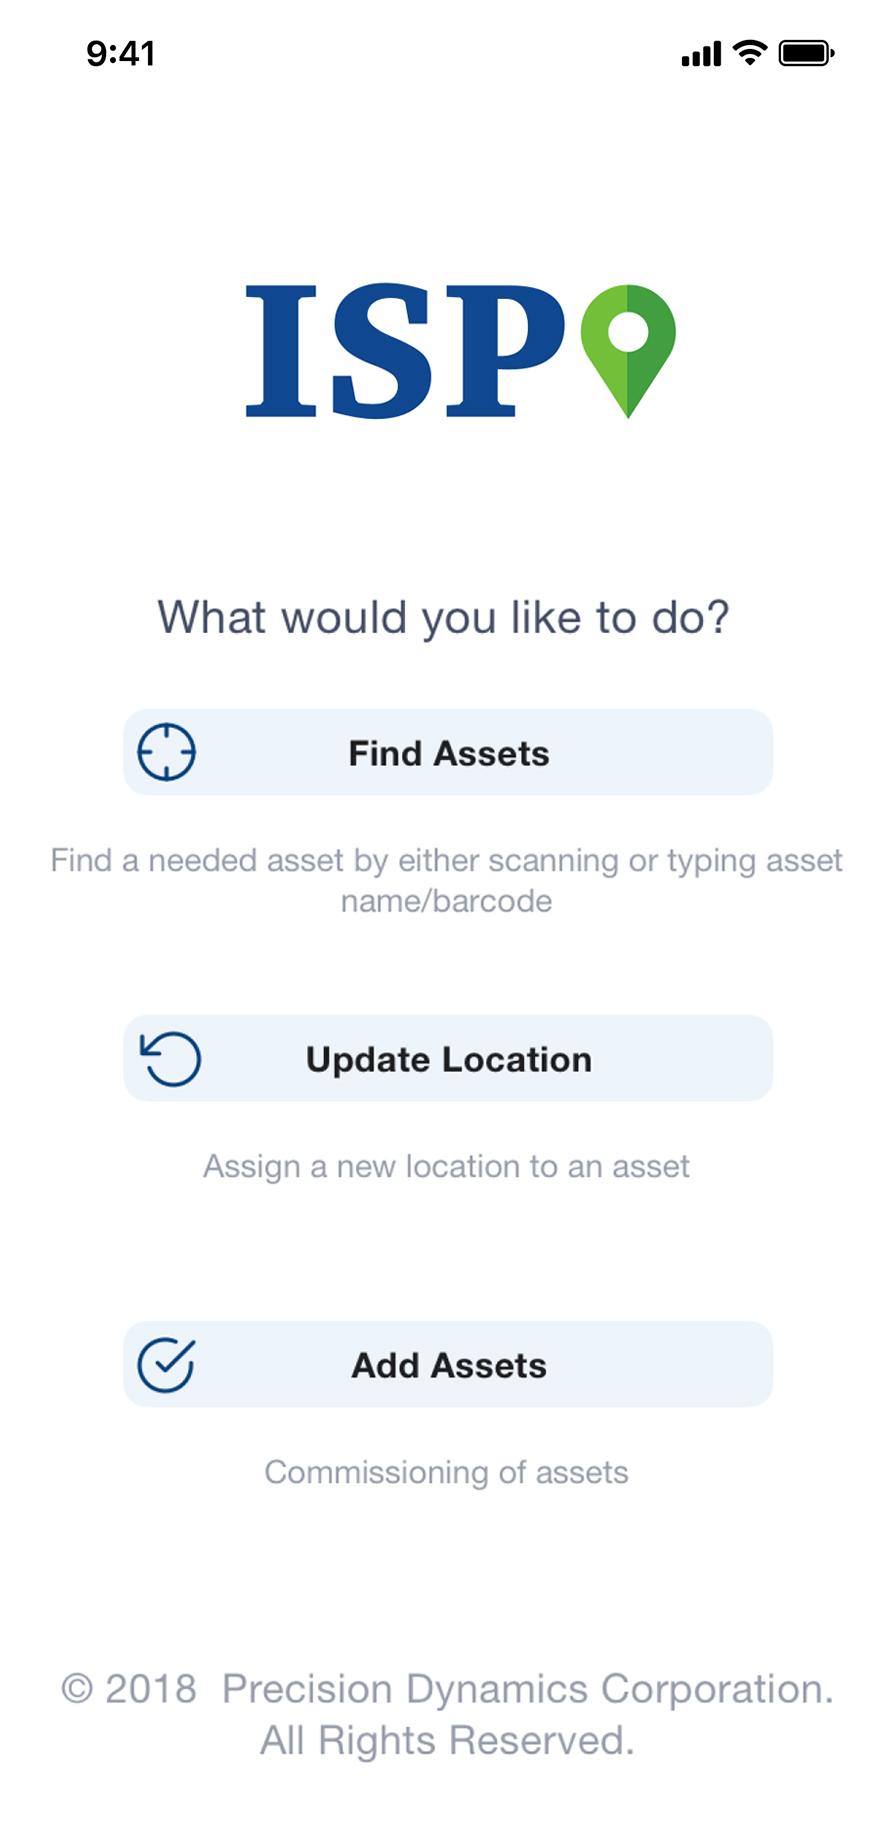 9:41
ISP
What would you like to do?
Find Assets
Find a needed asset by either scanning or typing asset
name/barcode
Update Location
Assign a new location to an asset
Add Assets
Commissioning of assets
© 2018  Precision Dynamics Corporation.
All Rights Reserved.